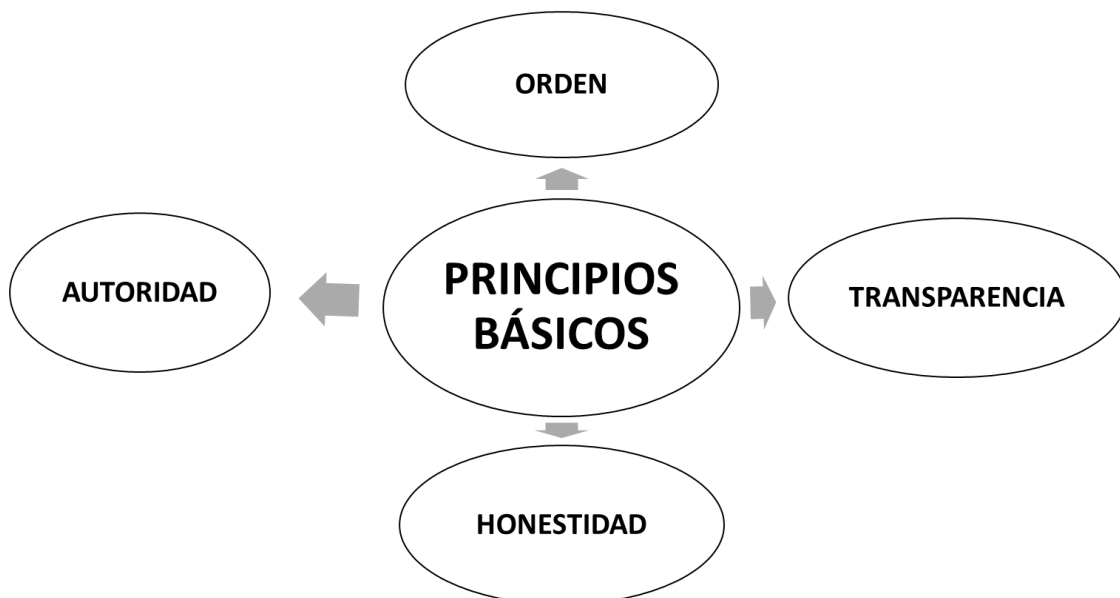 ORDEN
AUTORIDAD
PRINCIPIOS
BÁSICOS
TRANSPARENCIA
HONESTIDAD